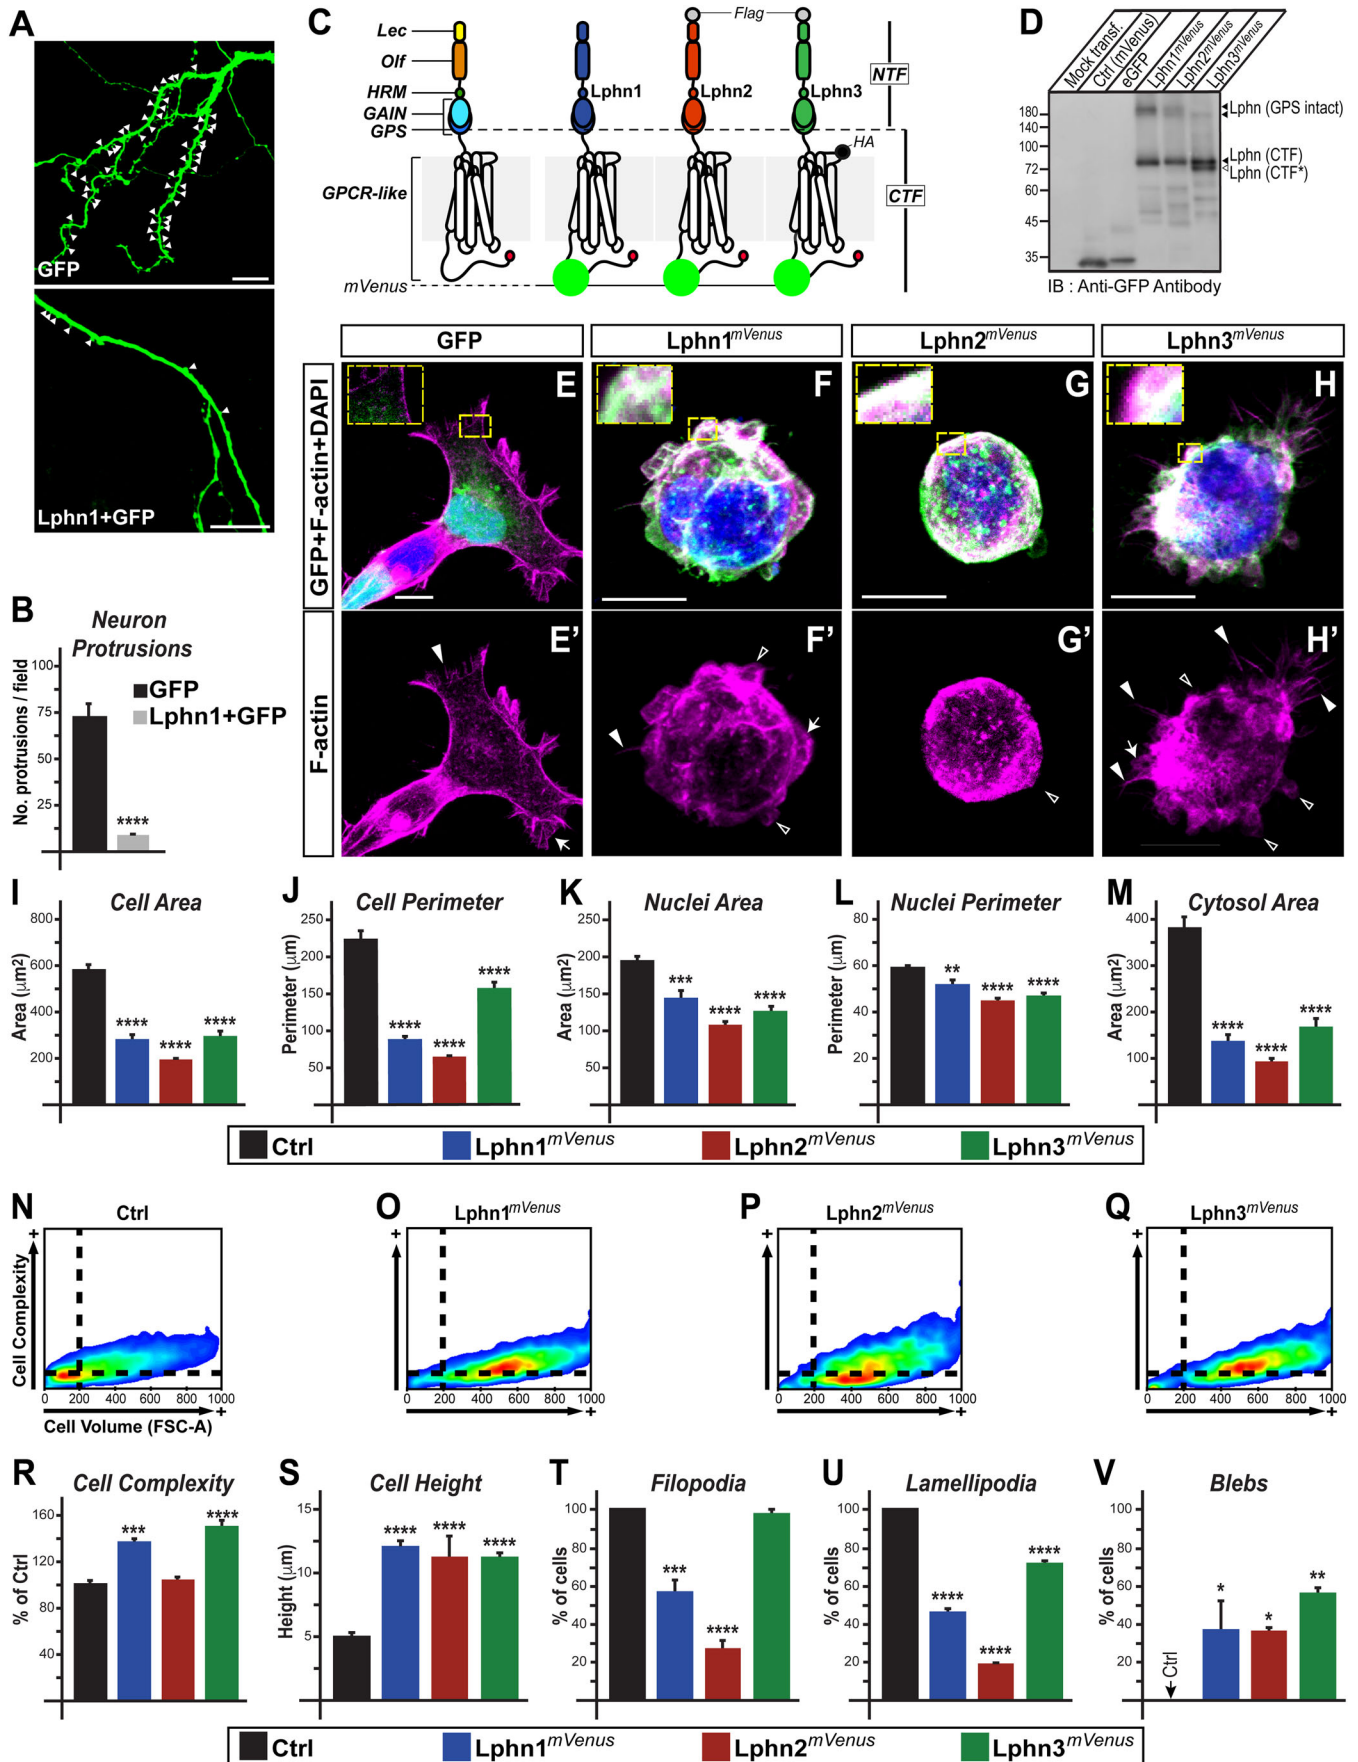 A
GFP
Lphn1+GFP
B
Neuron
Protrusions
No. protrusions / field
100
75
50
25
GFP
Lphn1+GFP
****
C
Lec
Olf
HRM
GAIN
GPS
GPCR-like
mVenus
Flag
Lphn1
Lphn2
Lphn3
HA
NTF
CTF
D
Mock transf.
Ctrl (mVenus)
eGFP
Lphn1mVenus
Lphn2mVenus
Lphn3mVenus
180
140
100
72
60
45
35
Lphn (GPS intact)
Lphn (CTF)
Lphn (CTF*)
IB : Anti-GFP Antibody
GFP
Lphn1mVenus
Lphn2mVenus
Lphn3mVenus
GFP+F-actin+DAPI
E
F
G
H
F-actin
E'
F'
G'
H'
I
Cell Area
Area (µm2)
800
600
400
200
****
****
****
J
Cell Perimeter
Perimeter (µm)
250
200
150
100
50
****
****
****
K
Nuclei Area
Area (µm2)
250
200
150
100
50
***
****
****
L
Nuclei Perimeter
Perimeter (µm)
80
60
40
20
**
****
****
M
Cytosol Area
Area (µm2)
400
300
200
100
****
****
****
Ctrl
Lphn1mVenus
Lphn2mVenus
Lphn3mVenus
N
Ctrl
+
Cell Complexity
0 200 400 600 800 1000
Cell Volume (FSC-A)
+
O
Lphn1mVenus
+
0 200 400 600 800 1000
+
P
Lphn2mVenus
+
0 200 400 600 800 1000
+
Q
Lphn3mVenus
+
0 200 400 600 800 1000
+
R
Cell Complexity
% of Ctrl
160
120
80
40
***
****
S
Cell Height
Height (µm)
15
10
5
****
****
****
T
Filopodia
% of cells
100
80
60
40
20
***
****
U
Lamellipodia
% of cells
100
80
60
40
20
****
****
****
V
Blebs
% of cells
100
80
60
40
20
Ctrl
*
*
**
Ctrl
Lphn1mVenus
Lphn2mVenus
Lphn3mVenus